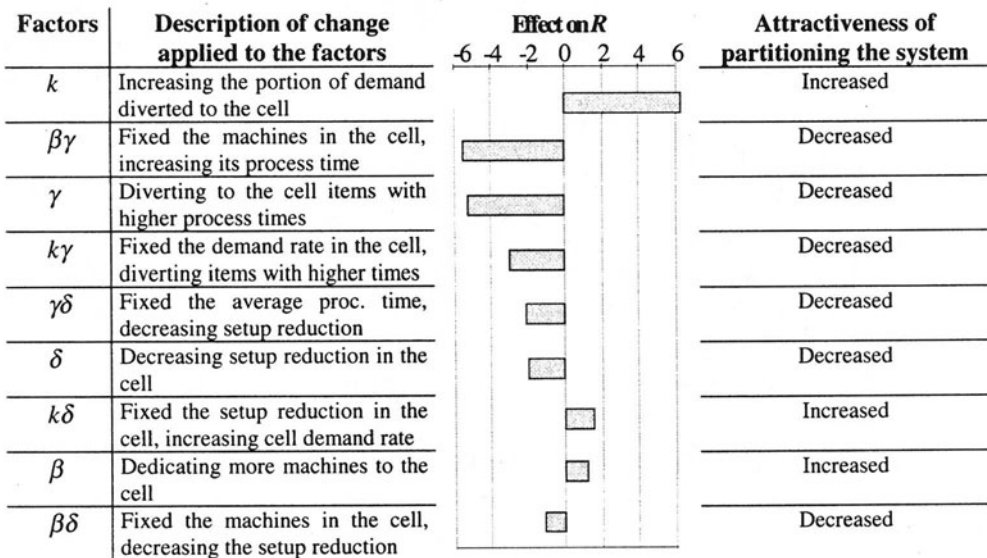 Factors Description of change Effect on R Attractiveness of
applied to the factors partitioning the system
-6 -4 -2 0 2 4 6
k Increasing the portion of demand Increased
diverted to the cell
βγ Fixed the machines in the cell, Decreased
increasing its process time
γ Diverting to the cell items with Decreased
higher process times
kγ Fixed the demand rate in the cell, Decreased
diverting items with higher times
γδ Fixed the average proc. time, Decreased
decreasing setup reduction
δ Decreasing setup reduction in the Decreased
cell
kδ Fixed the setup reduction in the Increased
cell, increasing cell demand rate
β Dedicating more machines to the Increased
cell
βδ Fixed the machines in the cell, Decreased
decreasing the setup reduction